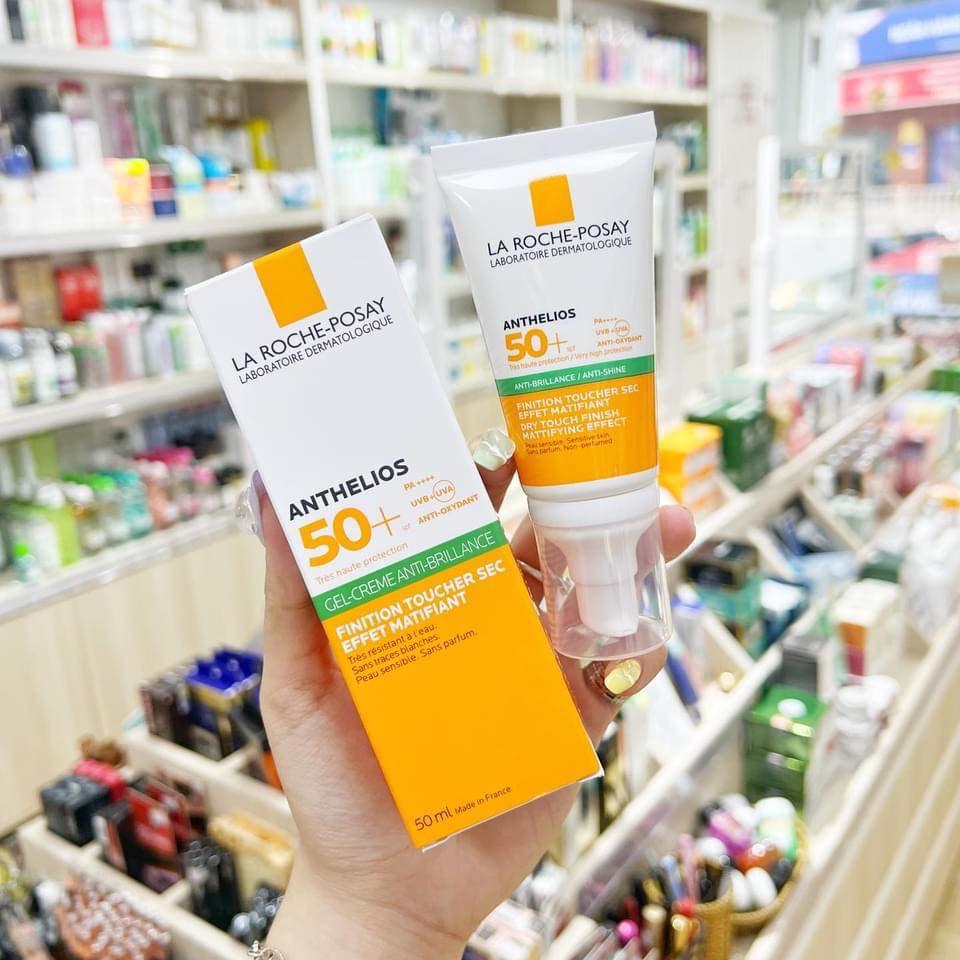 LA ROCHE-POSAY
LABORATOIRE DERMATOLOGIQUE
ANTHELIOS
50+
SPF
PA++++
UVB+UVA
ANTI-OXYDANT
Très haute protection
GEL-CREME ANTI-BRILLANCE
FINITION TOUCHER SEC
EFFET MATIFIANT
Très résistant à l'eau.
Sans traces blanches.
Peau sensible. Sans parfum.
50 ml Made in France
LA ROCHE-POSAY
LABORATOIRE DERMATOLOGIQUE
ANTHELIOS
50+
SPF
PA++++
UVB+UVA
ANTI-OXYDANT
Très haute protection / Very high protection
ANTI-BRILLANCE / ANTI-SHINE
FINITION TOUCHER SEC
EFFET MATIFIANT
DRY TOUCH FINISH
MATTIFYING EFFECT
Peau sensible. Sensitive skin.
Sans parfum. Non-perfumed.